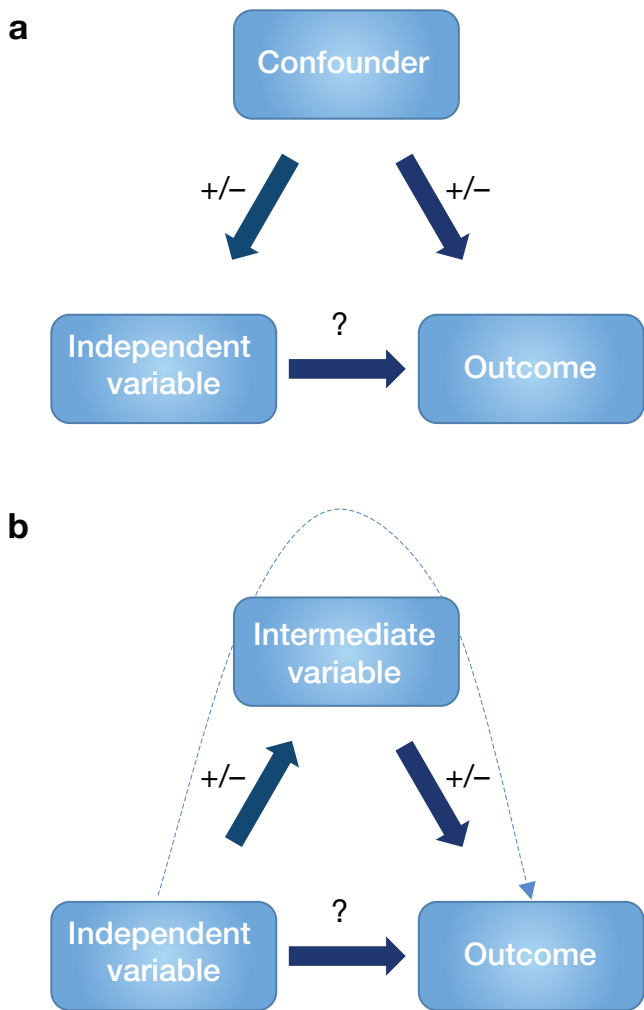 a
Confounder
+/–
+/–
?
Independent
variable
Outcome
b
Intermediate
variable
+/–
+/–
?
Independent
variable
Outcome